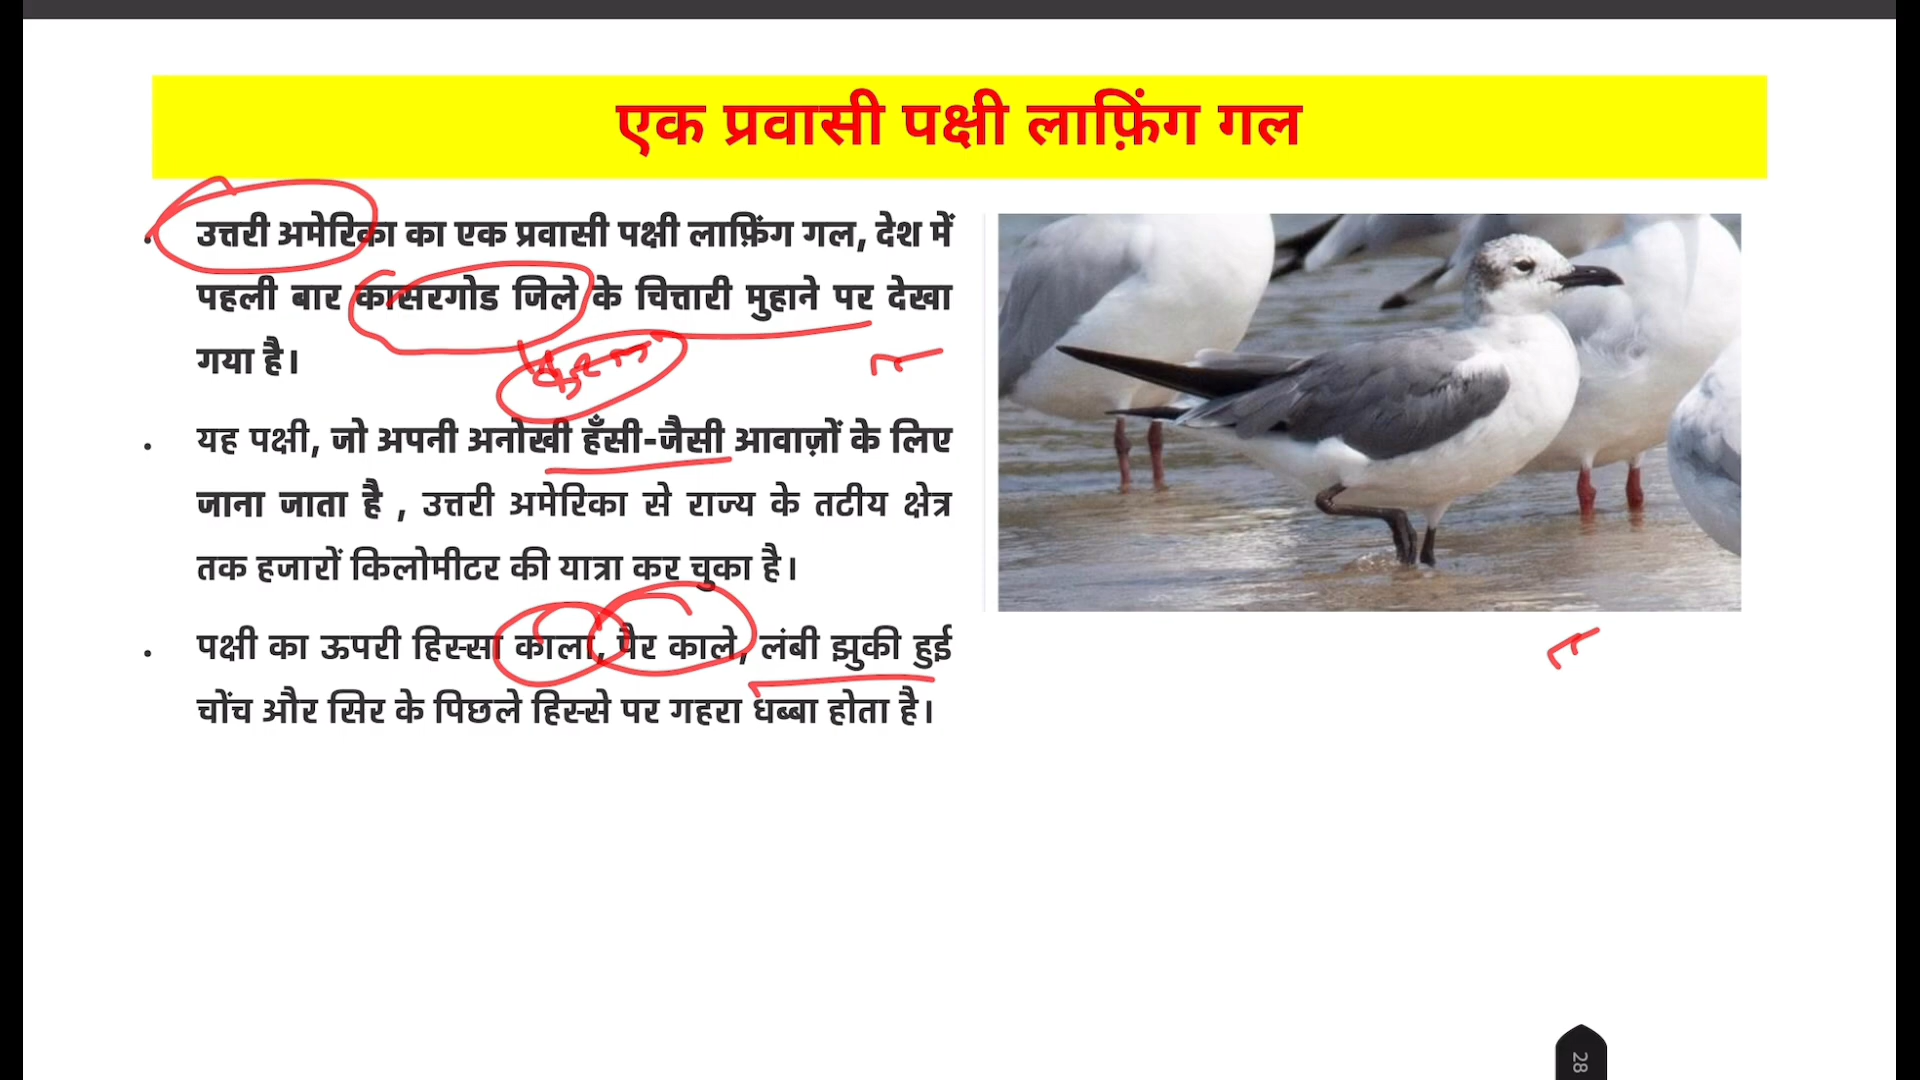 एक प्रवासी पक्षी लाफ़िंग गल
• उत्तरी अमेरिका का एक प्रवासी पक्षी लाफ़िंग गल, देश में
पहली बार कासरगोड जिले के चित्तारी मुहाने पर देखा
गया है।
• यह पक्षी, जो अपनी अनोखी हँसी-जैसी आवाज़ों के लिए
जाना जाता है , उत्तरी अमेरिका से राज्य के तटीय क्षेत्र
तक हजारों किलोमीटर की यात्रा कर चुका है।
• पक्षी का ऊपरी हिस्सा काला, पैर काले, लंबी झुकी हुई
चोंच और सिर के पिछले हिस्से पर गहरा धब्बा होता है।
28